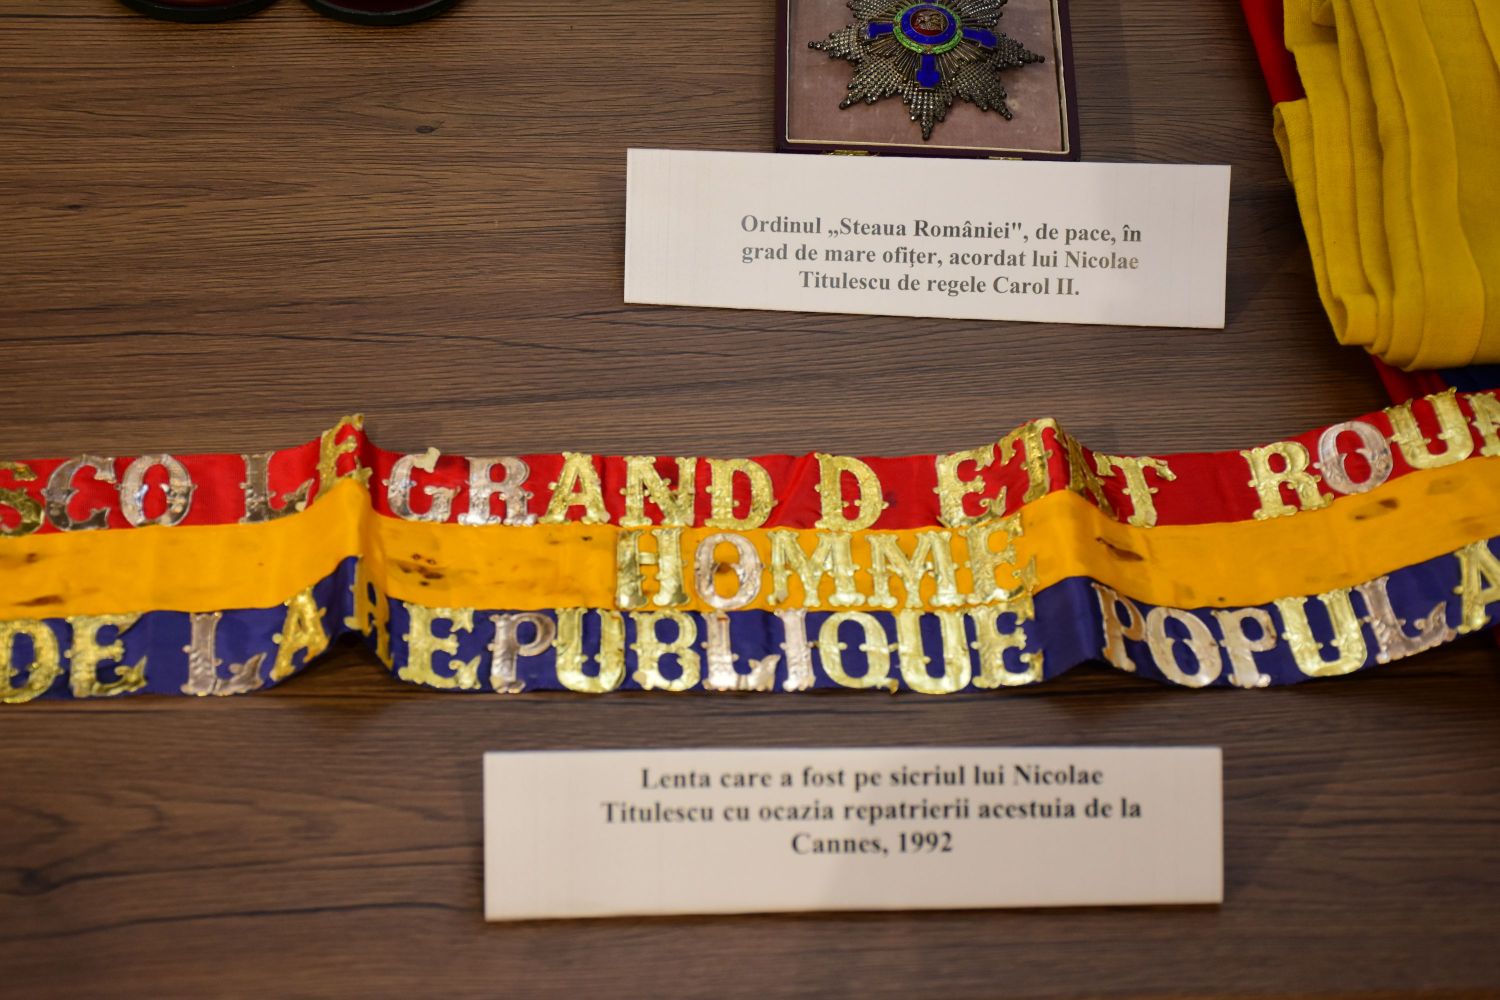 Ordinul „Steaua României", de pace, în
grad de mare ofițer, acordat lui Nicolae
Titulescu de regele Carol II.
SCO LE GRAND D ETAT ROUM
HOMME
DE LA REPUBLIQUE POPULA
Lenta care a fost pe sicriul lui Nicolae
Titulescu cu ocazia repatrierii acestuia de la
Cannes, 1992